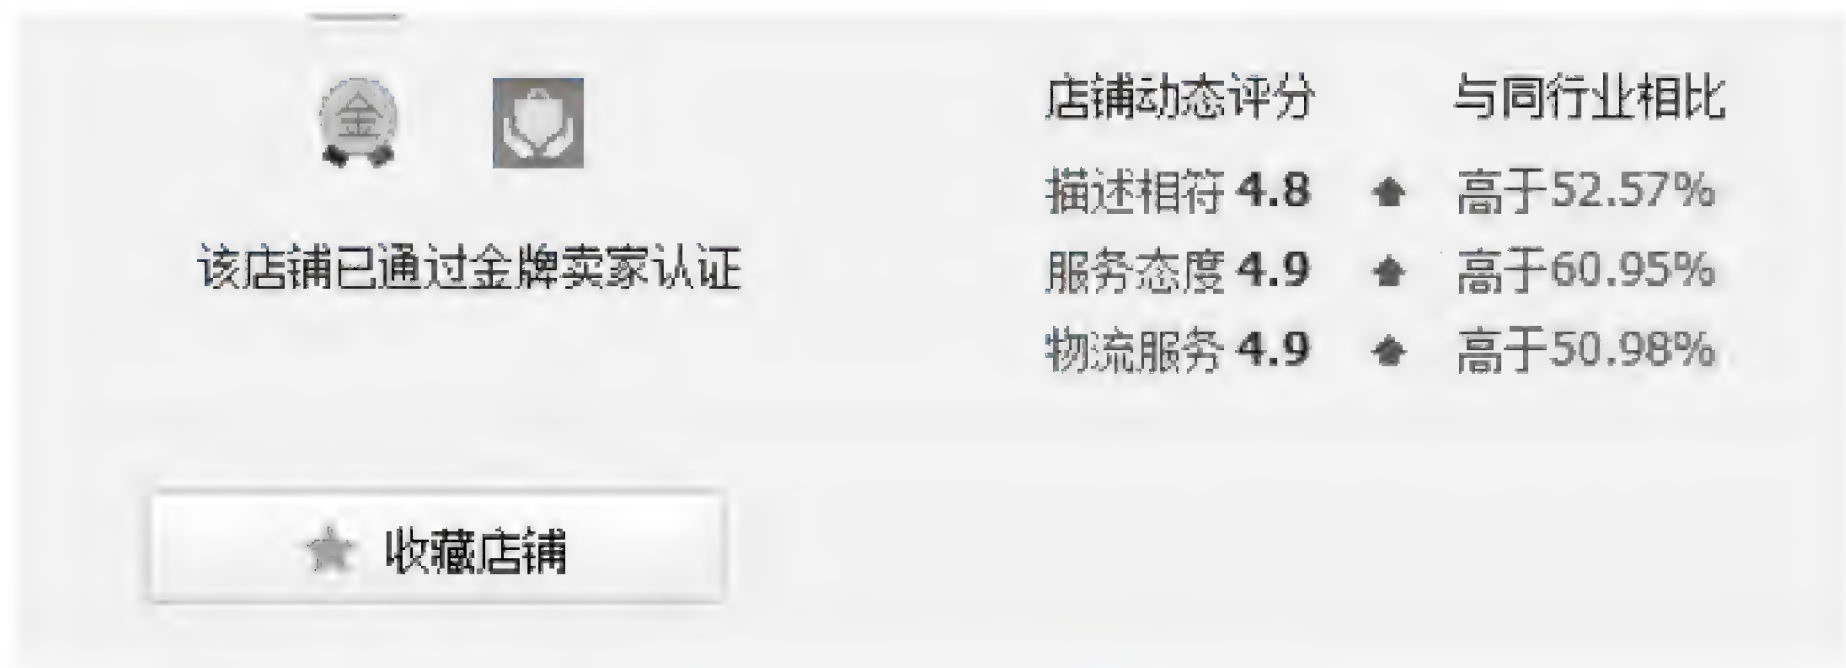 金
该店铺已通过金牌卖家认证
收藏店铺
店铺动态评分 与同行业相比
描述相符 4.8 高于52.57%
服务态度 4.9 高于60.95%
物流服务 4.9 高于50.98%